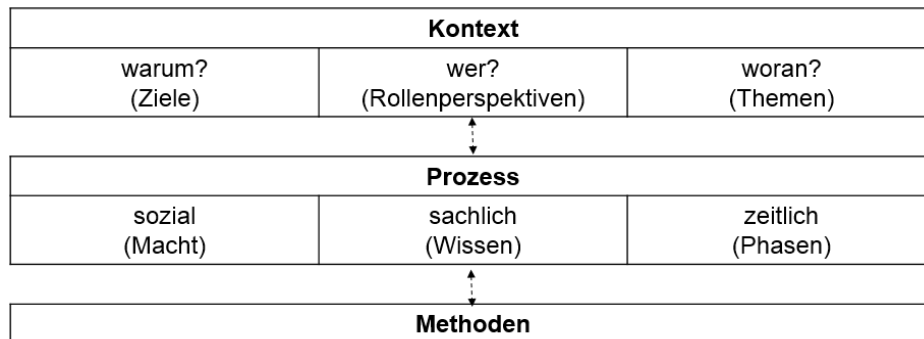 Kontext
warum? wer? woran?
(Ziele) (Rollenperspektiven) (Themen)
Prozess
sozial sachlich zeitlich
(Macht) (Wissen) (Phasen)
Methoden